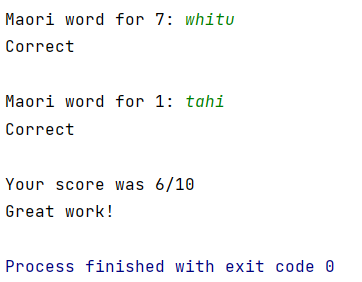 Maori word for 7: whitu
Correct
Maori word for 1: tahi
Correct
Your score was 6/10
Great work!
Process finished with exit code 0